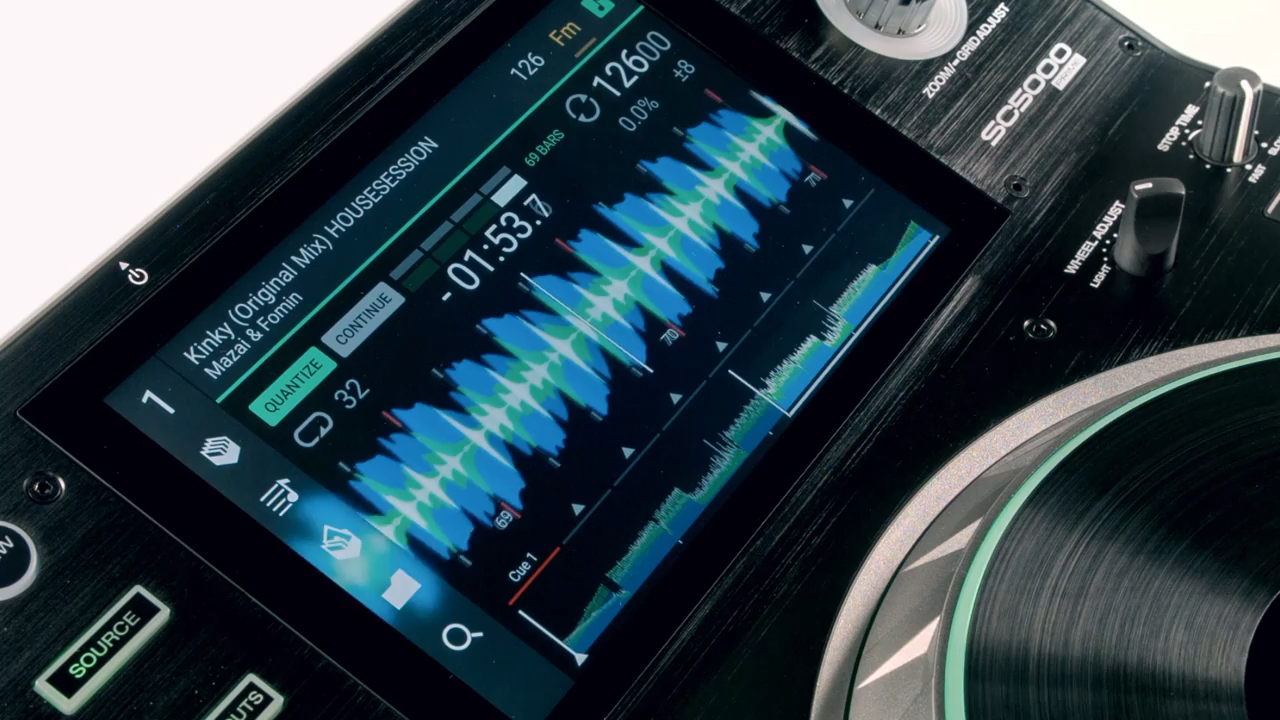 126
Fm
Kinky (Original Mix) HOUSESESSION
Mazai & Fomin
1
QUANTIZE
CONTINUE
69 BARS
12600
±8
0.0%
32
-01:53.7
69
70
71
Cue 1
SOURCE
ZOOM/=GRID ADJUST
SC5000
STOP TIME
FAST
WHEEL ADJUST
LIGHT